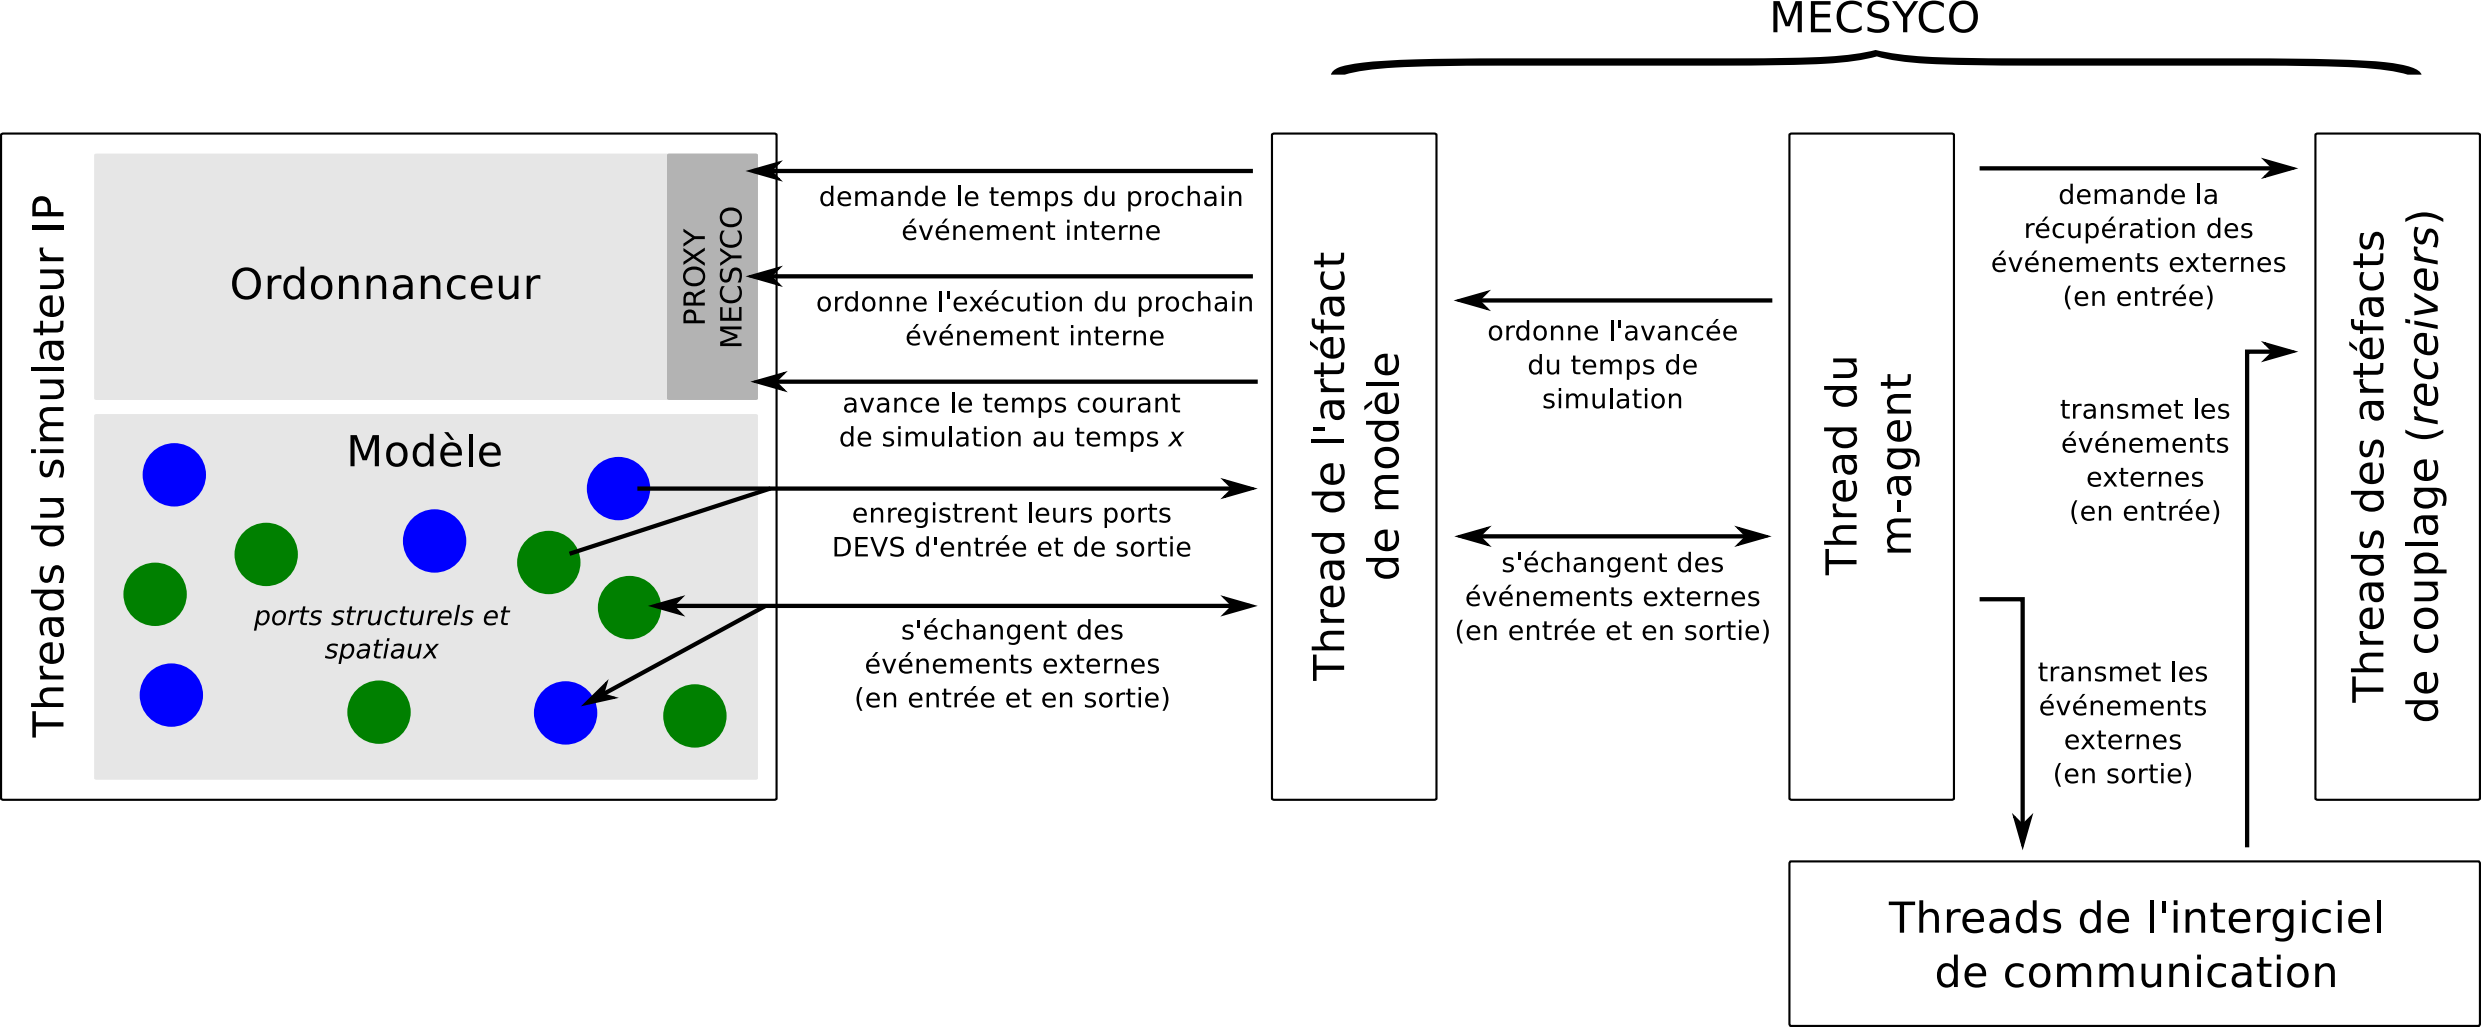 MECSYCO
Threads du simulateur IP
Ordonnanceur
PROXY
MECSYCO
Modèle
ports structurels et
spatiaux
demande le temps du prochain
événement interne
ordonne l'exécution du prochain
événement interne
avance le temps courant
de simulation au temps x
enregistrent leurs ports
DEVS d'entrée et de sortie
s'échangent des
événements externes
(en entrée et en sortie)
Thread de l'artéfact
de modèle
ordonne l'avancée
du temps de
simulation
s'échangent des
événements externes
(en entrée et en sortie)
Thread du
m-agent
demande la
récupération des
événements externes
(en entrée)
transmet les
événements
externes
(en entrée)
transmet les
événements
externes
(en sortie)
Threads des artéfacts
de couplage (receivers)
Threads de l'intergiciel
de communication